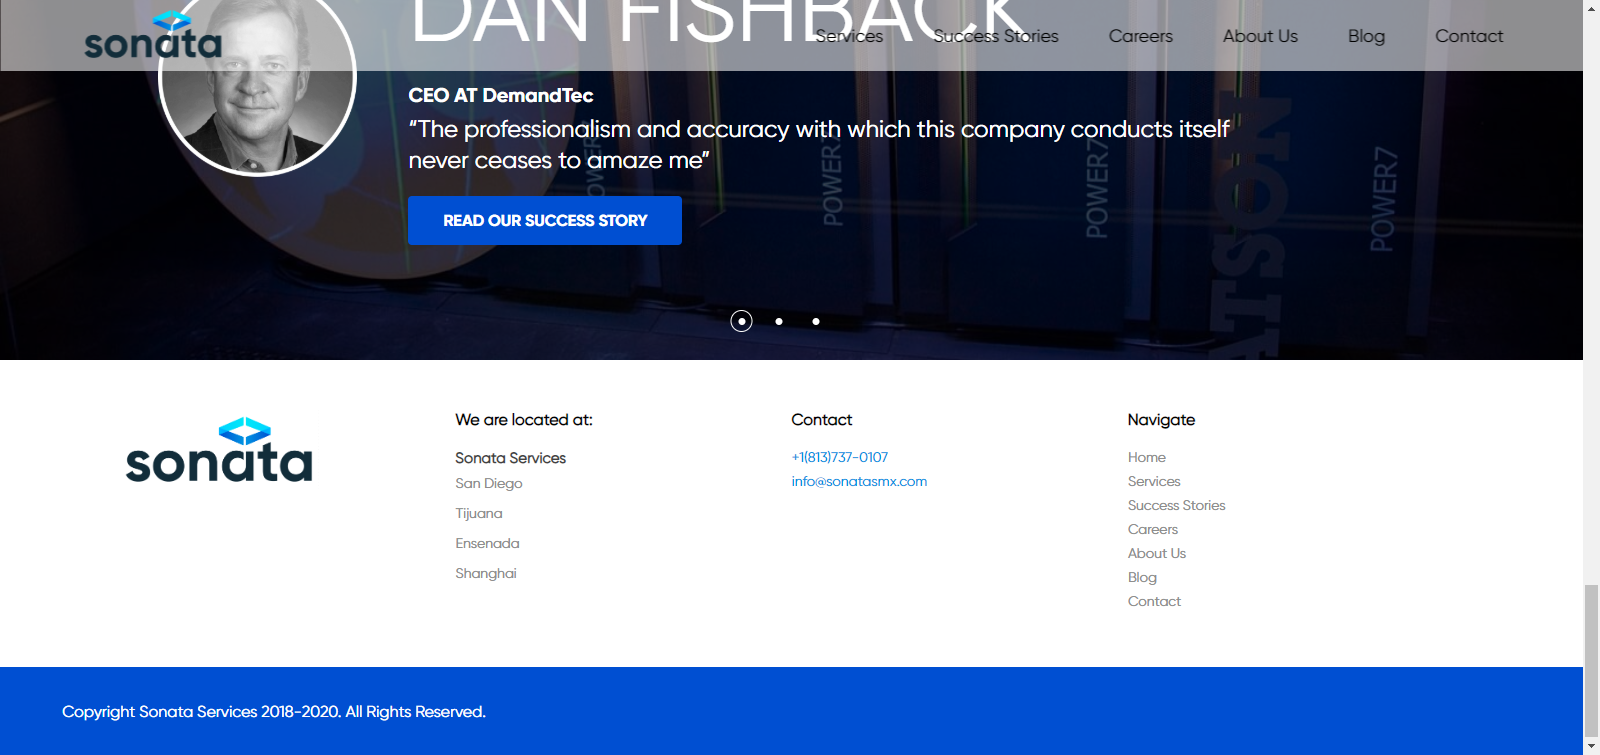 DAN FISHBACK
sonata
Services
Success Stories
Careers
About Us
Blog
Contact
CEO AT DemandTec
“The professionalism and accuracy with which this company conducts itself
never ceases to amaze me”
READ OUR SUCCESS STORY
POWER7
POWER7
POWER7
POWER7
WATSON
sonata
We are located at:
Sonata Services
San Diego
Tijuana
Ensenada
Shanghai
Contact
+1(813)737-0107
info@sonatasmx.com
Navigate
Home
Services
Success Stories
Careers
About Us
Blog
Contact
Copyright Sonata Services 2018-2020. All Rights Reserved.